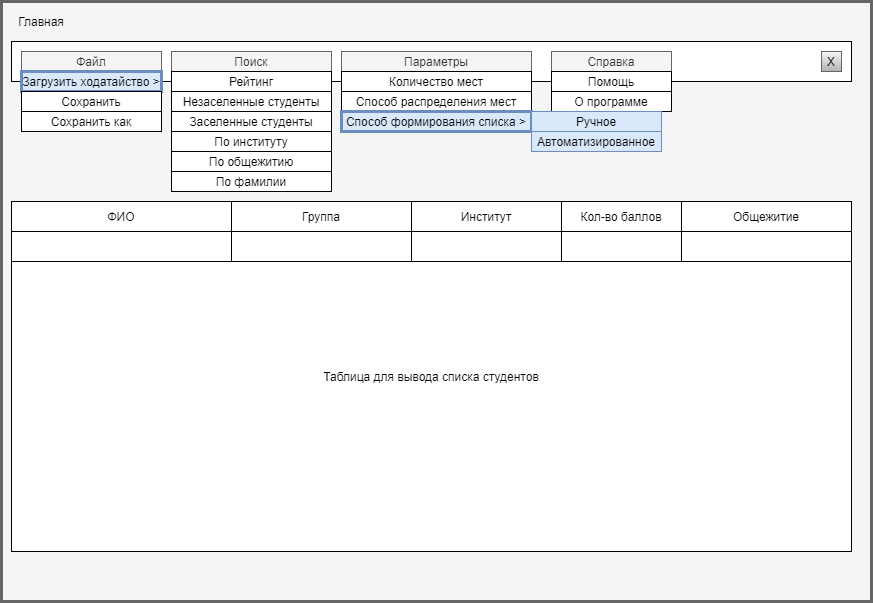 Главная
Файл
Загрузить ходатайство >
Сохранить
Сохранить как
Поиск
Рейтинг
Незаселенные студенты
Заселенные студенты
По институту
По общежитию
По фамилии
Параметры
Количество мест
Способ распределения мест
Способ формирования списка >
Ручное
Автоматизированное
Справка
Помощь
О программе
X
ФИО
Группа
Институт
Кол-во баллов
Общежитие
Таблица для вывода списка студентов